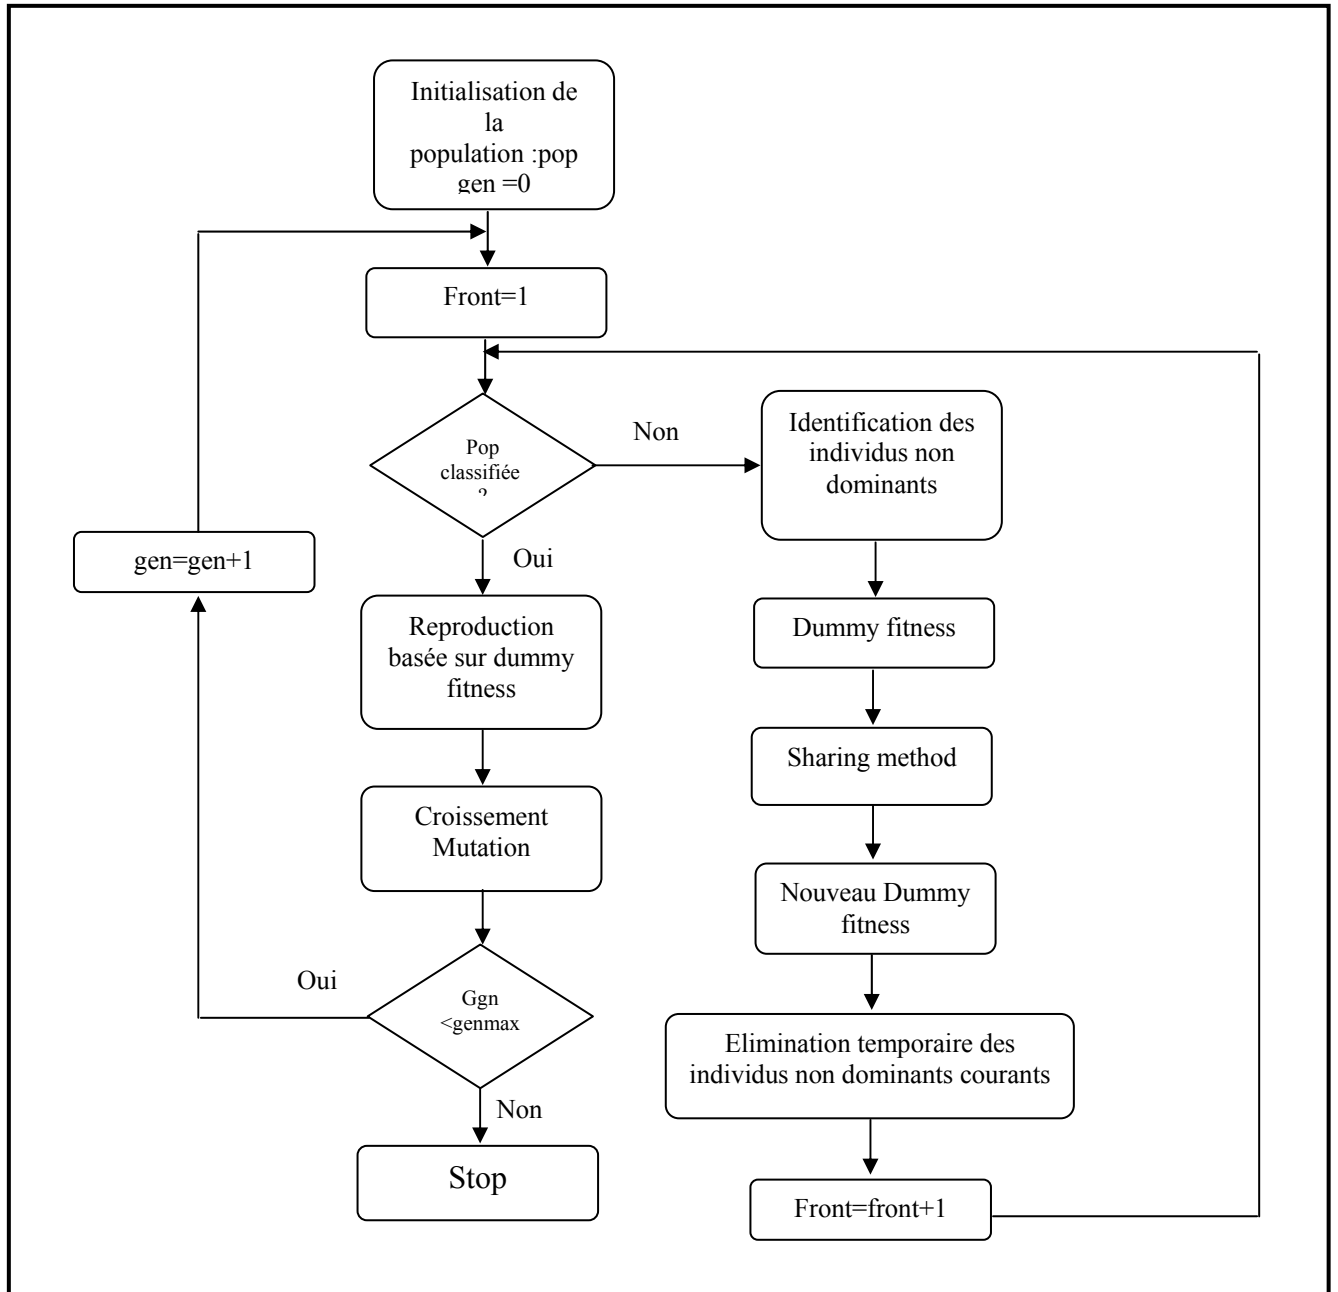 Initialisation de
la
population :pop
gen =0
Front=1
Pop
classifiée
?
Non
Oui
Identification des
individus non
dominants
gen=gen+1
Reproduction
basée sur dummy
fitness
Dummy fitness
Sharing method
Croissement
Mutation
Nouveau Dummy
fitness
Oui
Ggn
<genmax
Non
Elimination temporaire des
individus non dominants courants
Stop
Front=front+1